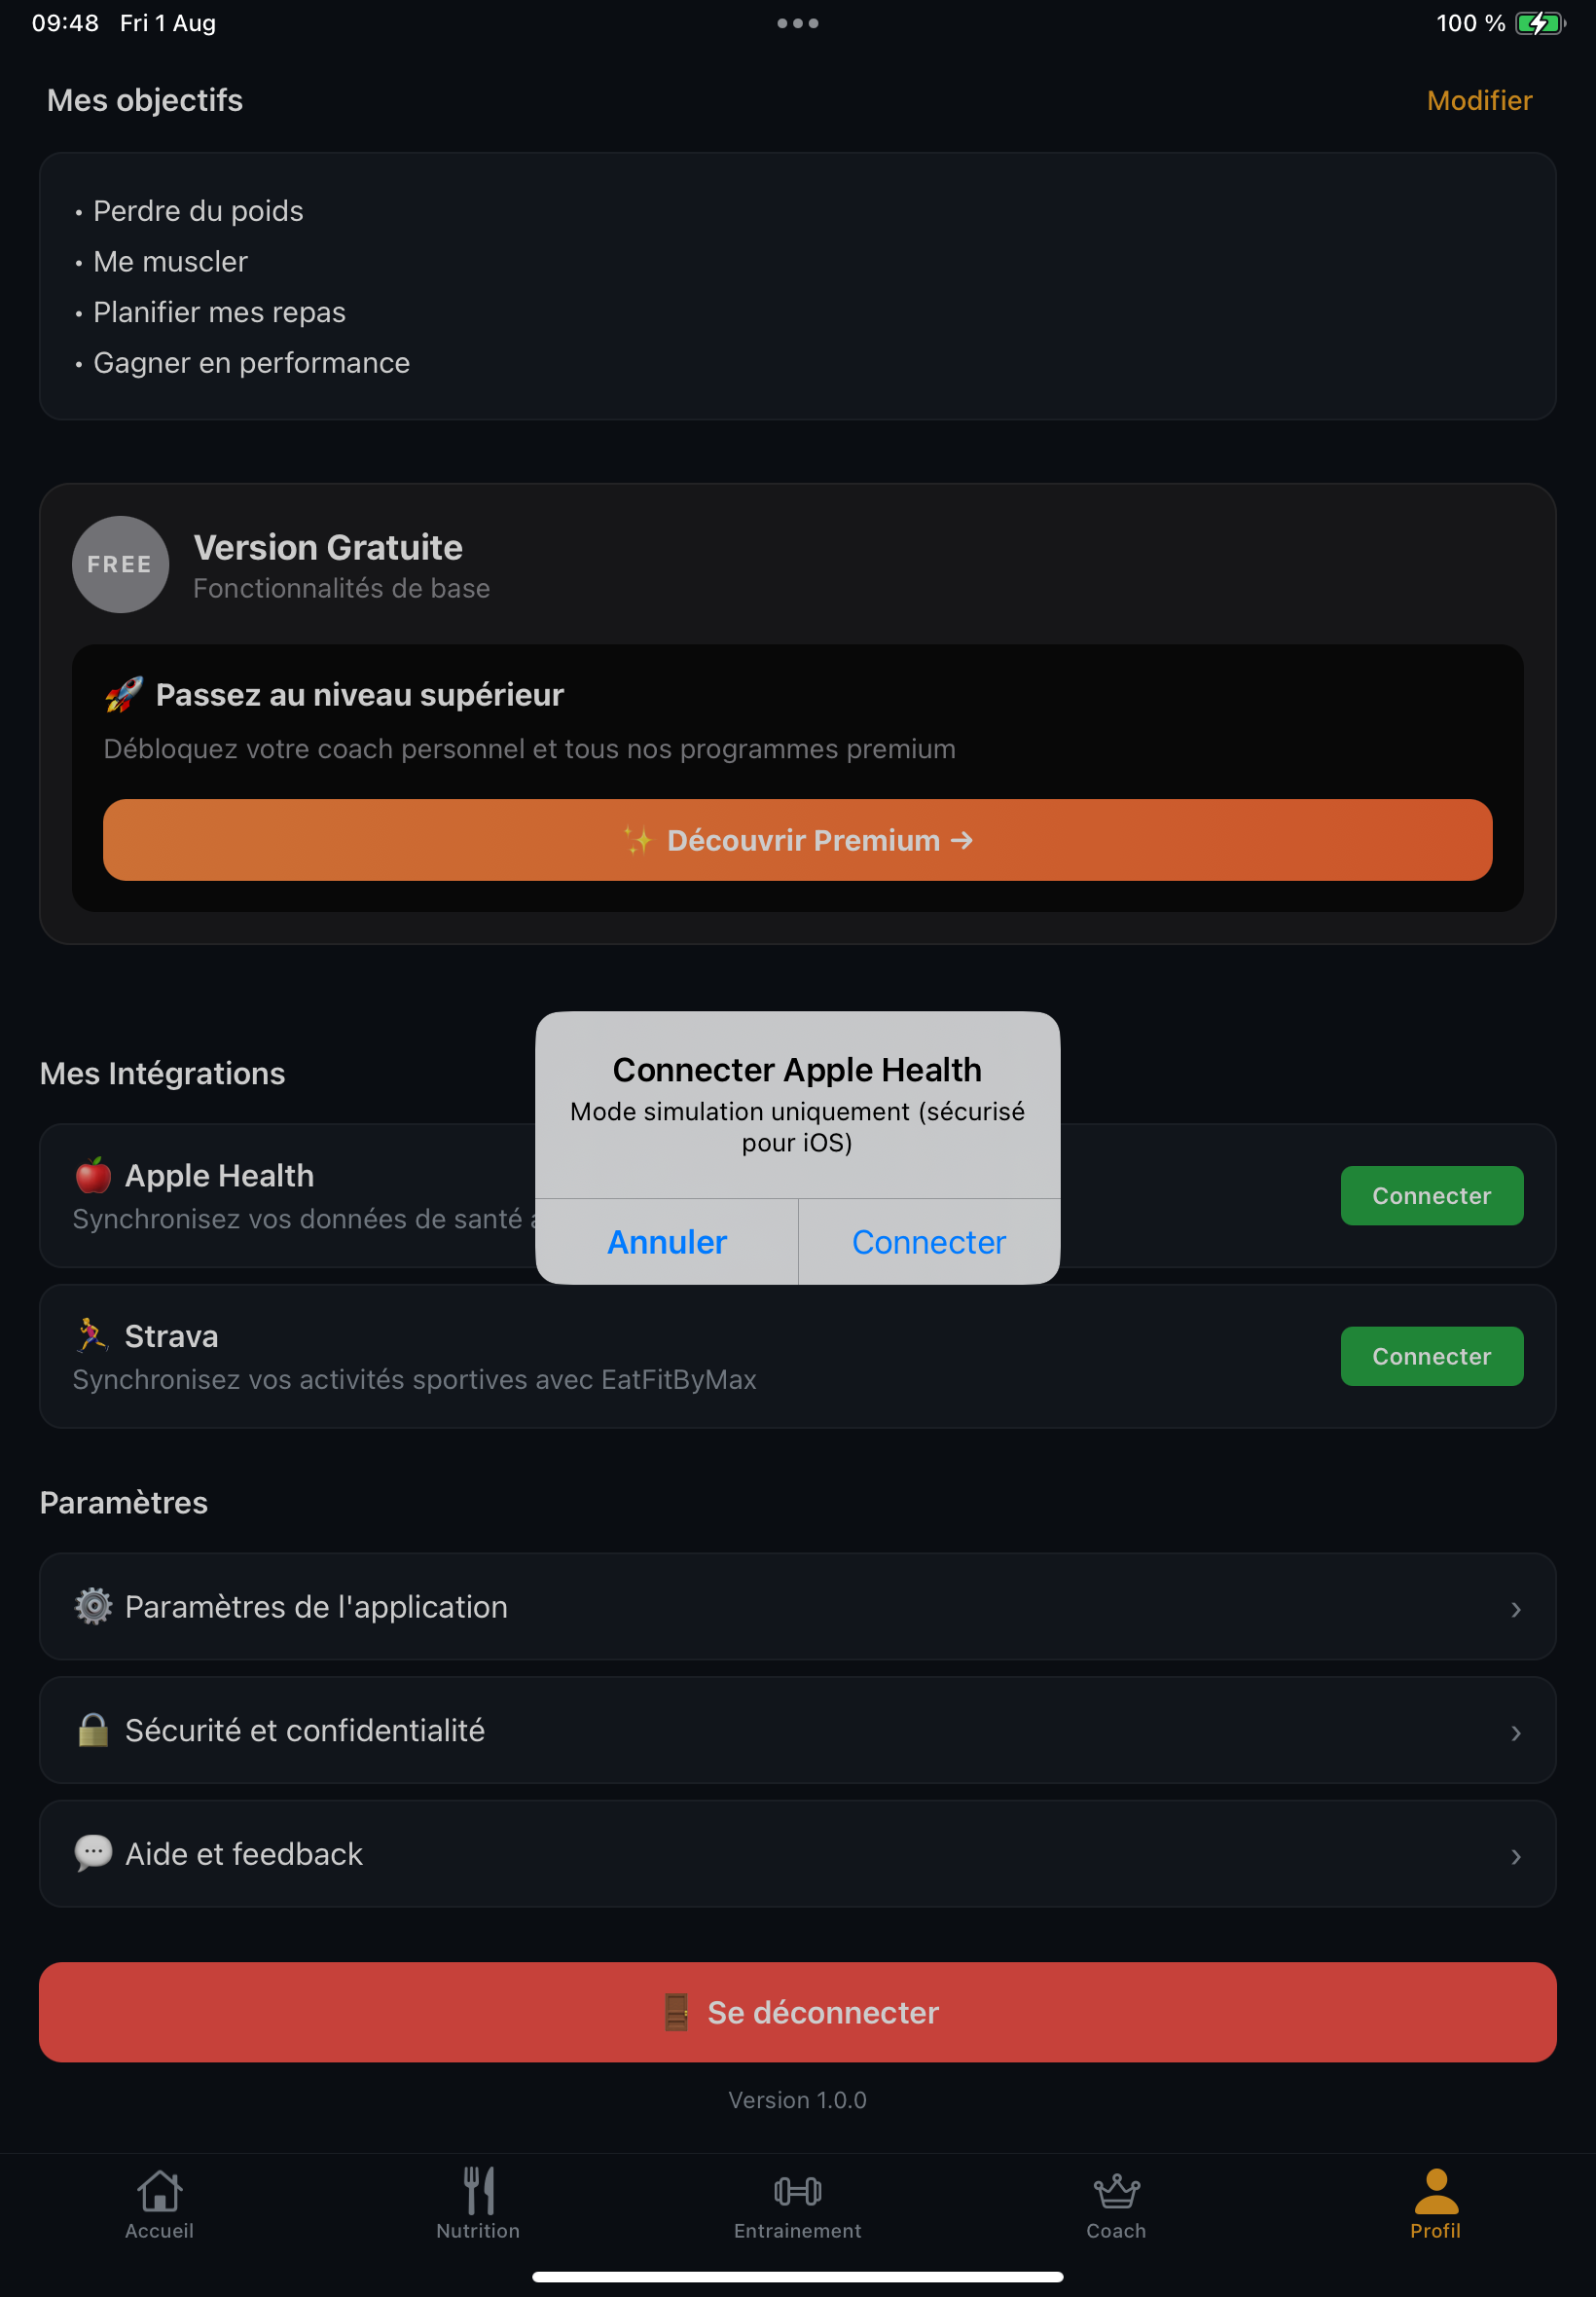 09:48 Fri 1 Aug
100 %
Mes objectifs
Modifier
• Perdre du poids
• Me muscler
• Planifier mes repas
• Gagner en performance
FREE
Version Gratuite
Fonctionnalités de base
🚀 Passez au niveau supérieur
Débloquez votre coach personnel et tous nos programmes premium
✨ Découvrir Premium →
Mes Intégrations
Connecter Apple Health
Mode simulation uniquement (sécurisé
pour iOS)
Annuler
Connecter
🍎 Apple Health
Synchronisez vos données de santé
Connecter
🏃‍♂️ Strava
Synchronisez vos activités sportives avec EatFitByMax
Connecter
Paramètres
⚙️ Paramètres de l'application ›
🔒 Sécurité et confidentialité ›
💬 Aide et feedback ›
🚪 Se déconnecter
Version 1.0.0
Accueil
Nutrition
Entrainement
Coach
Profil